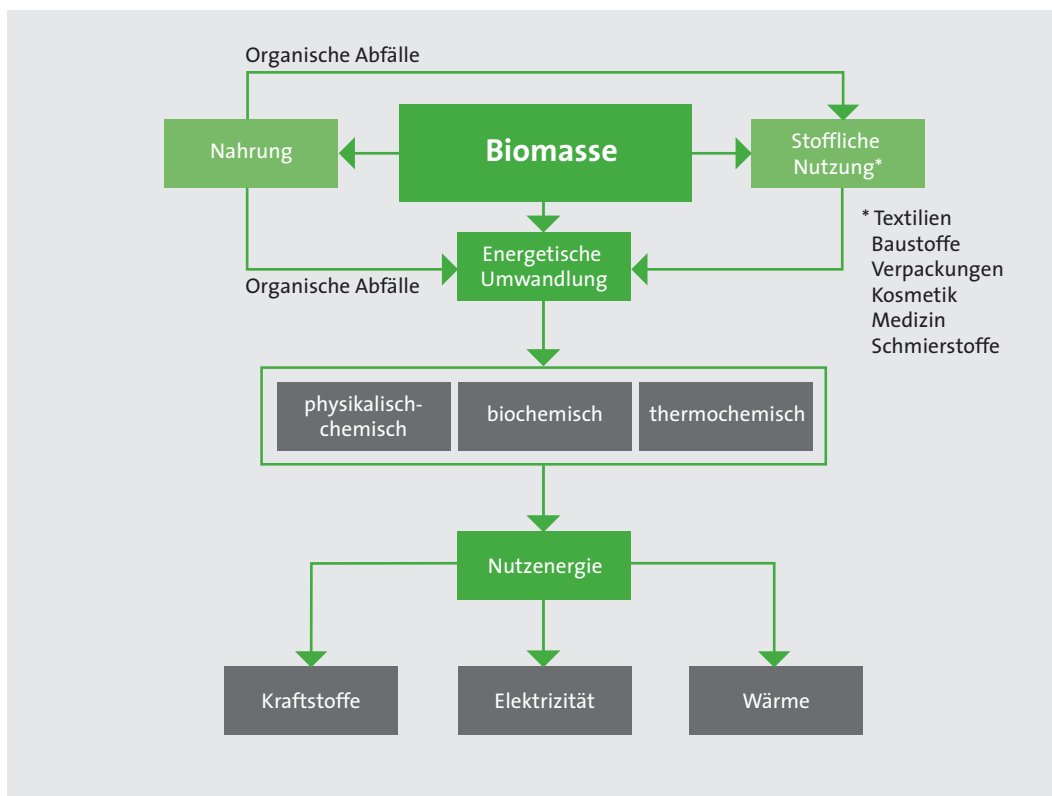 Organische Abfälle
Nahrung
Biomasse
Stoffliche
Nutzung*
* Textilien
Baustoffe
Verpackungen
Kosmetik
Medizin
Schmierstoffe
Energetische
Umwandlung
Organische Abfälle
physikalisch-
chemisch
biochemisch
thermochemisch
Nutzenergie
Kraftstoffe
Elektrizität
Wärme